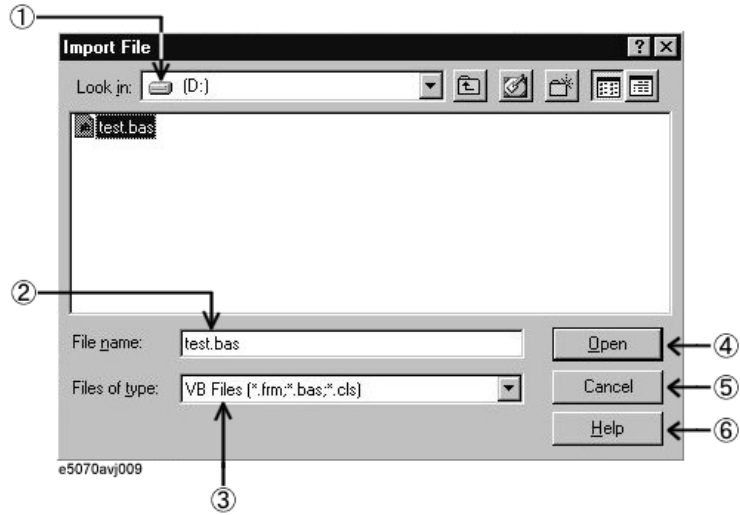 ①
Import File
Look in: (D:)
test.bas
②
File name: test.bas Open ④
Files of type: VB Files (*.frm;*.bas;*.cls) Cancel ⑤
Help ⑥
e5070avj009
③